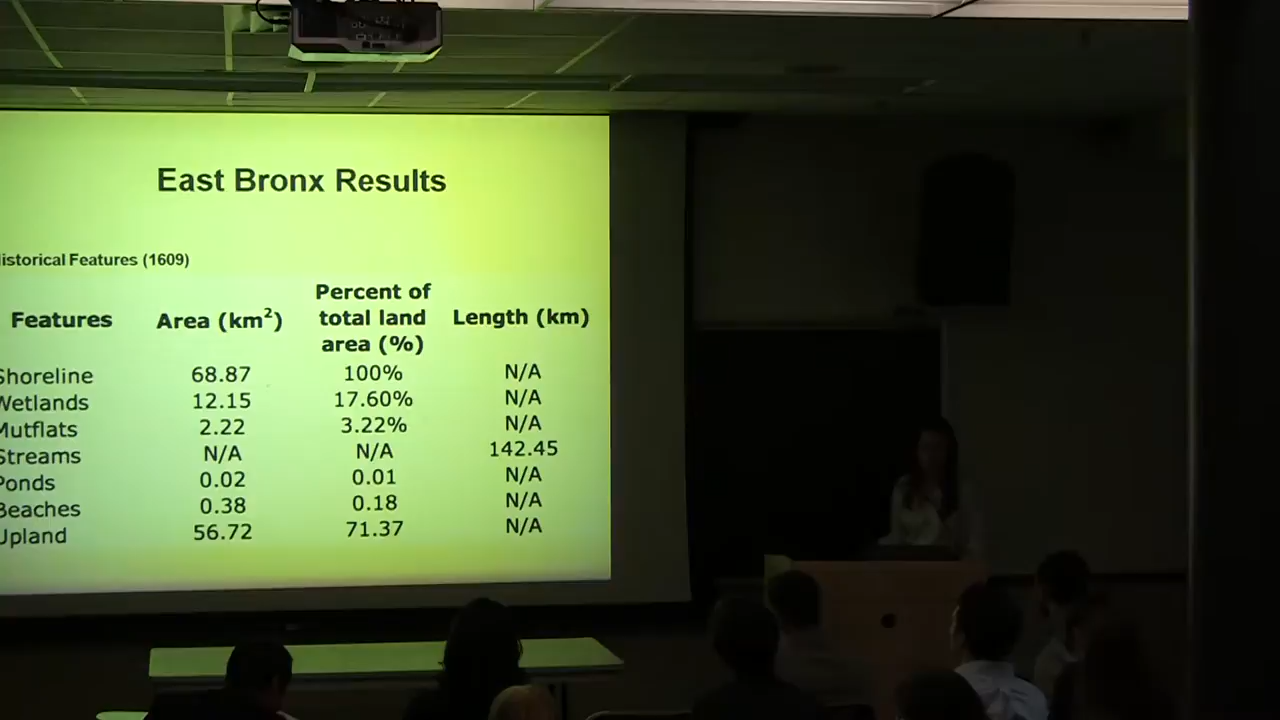 East Bronx Results
istorical Features (1609)
Features Area (km²) Percent of total land area (%) Length (km)
Shoreline 68.87 100% N/A
Wetlands 12.15 17.60% N/A
Mutflats 2.22 3.22% N/A
Streams N/A N/A 142.45
Ponds 0.02 0.01 N/A
Beaches 0.38 0.18 N/A
Upland 56.72 71.37 N/A